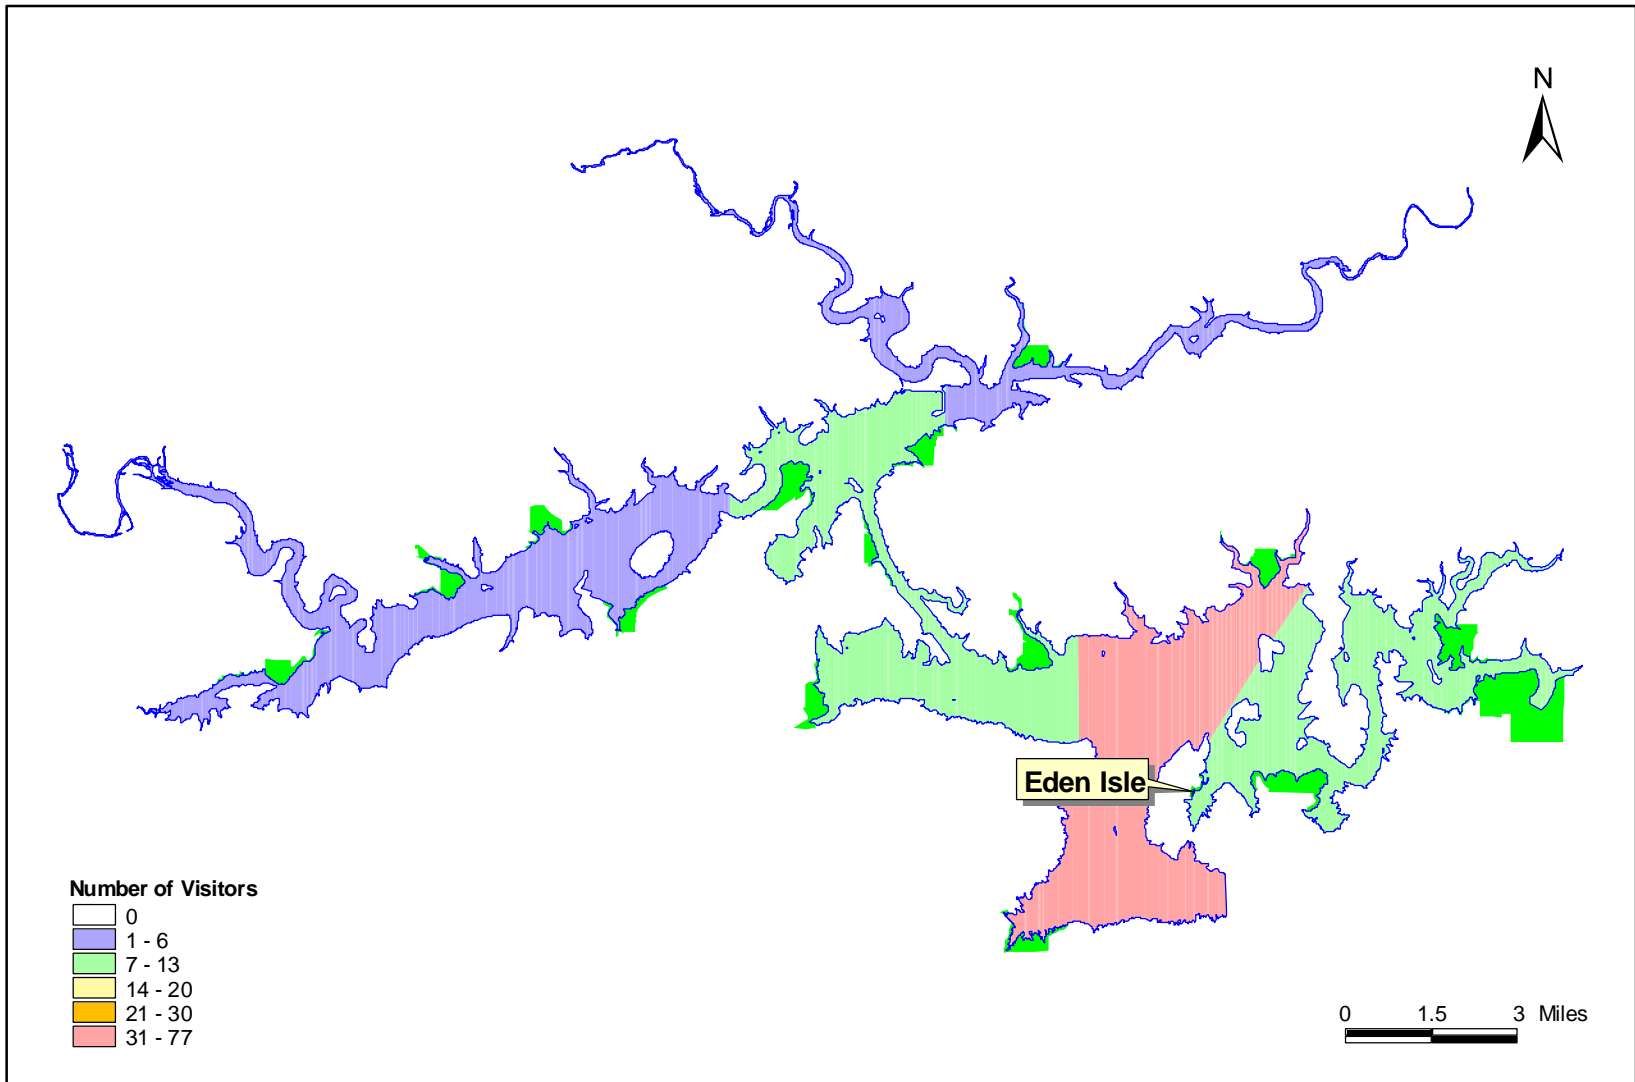 N
Eden Isle
Number of Visitors
0
1 - 6
7 - 13
14 - 20
21 - 30
31 - 77
0 1.5 3 Miles